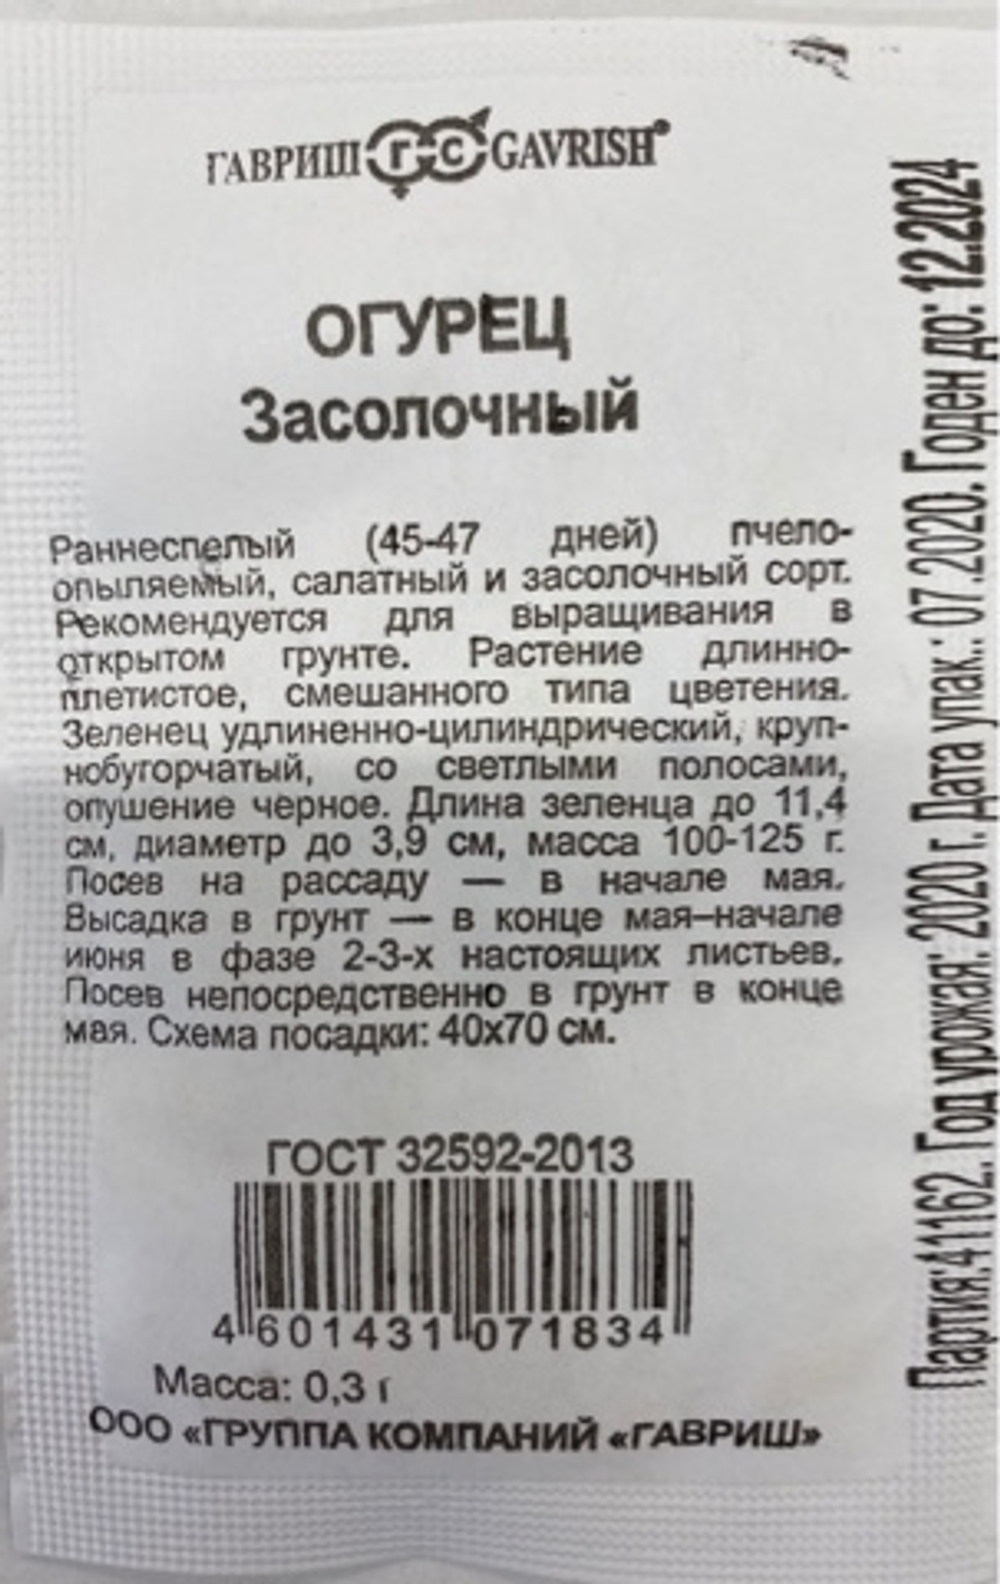 ГАВРИШ ГС GAVRISH®
ОГУРЕЦ
Засолочный
Раннеспелый (45-47 дней) пчело-
опыляемый, салатный и засолочный сорт.
Рекомендуется для выращивания в
открытом грунте. Растение длинно-
плетистое, смешанного типа цветения.
Зеленец удлиненно-цилиндрический, круп-
нобугорчатый, со светлыми полосами,
опушение черное. Длина зеленца до 11,4
см, диаметр до 3,9 см, масса 100-125 г.
Посев на рассаду — в начале мая.
Высадка в грунт — в конце мая–начале
июня в фазе 2-3-х настоящих листьев.
Посев непосредственно в грунт в конце
мая. Схема посадки: 40х70 см.
ГОСТ 32592-2013
4 601431 071834
Масса: 0,3 г
ООО «ГРУППА КОМПАНИЙ «ГАВРИШ»
Партия:41162. Год урожая: 2020 г. Дата упак.: 07.2020. Годен до: 12.2024